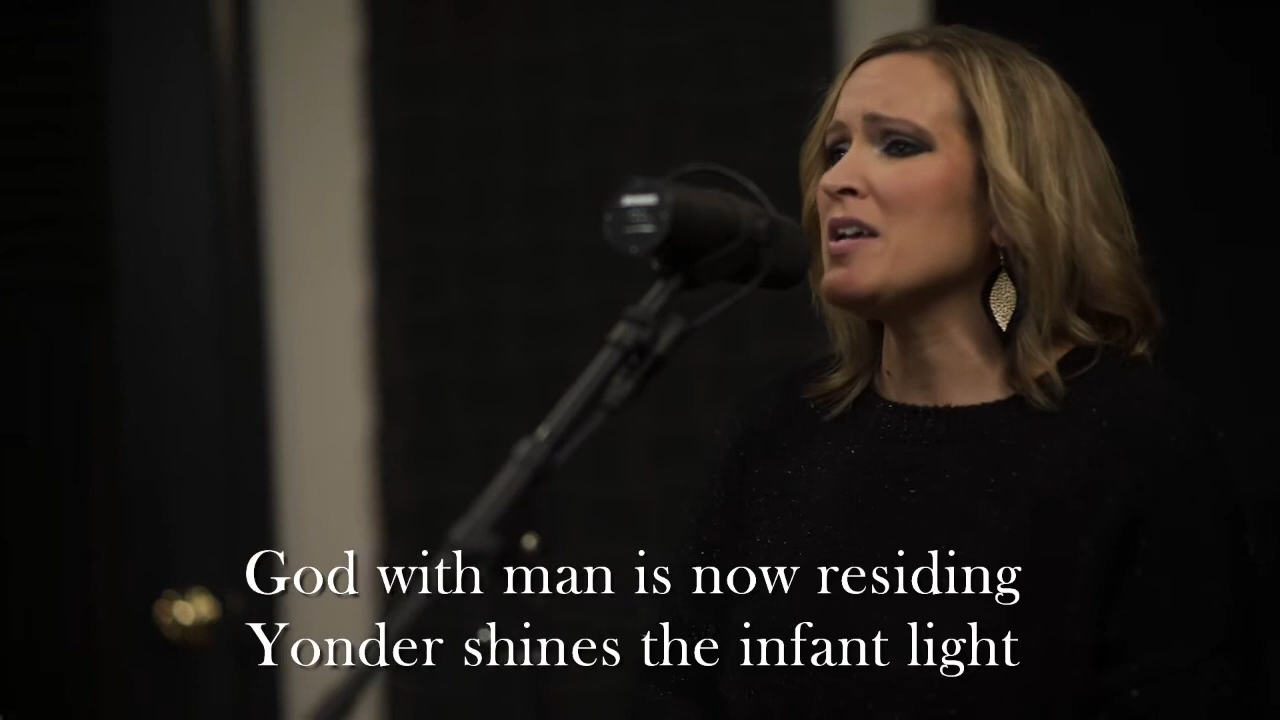 God with man is now residing
Yonder shines the infant light